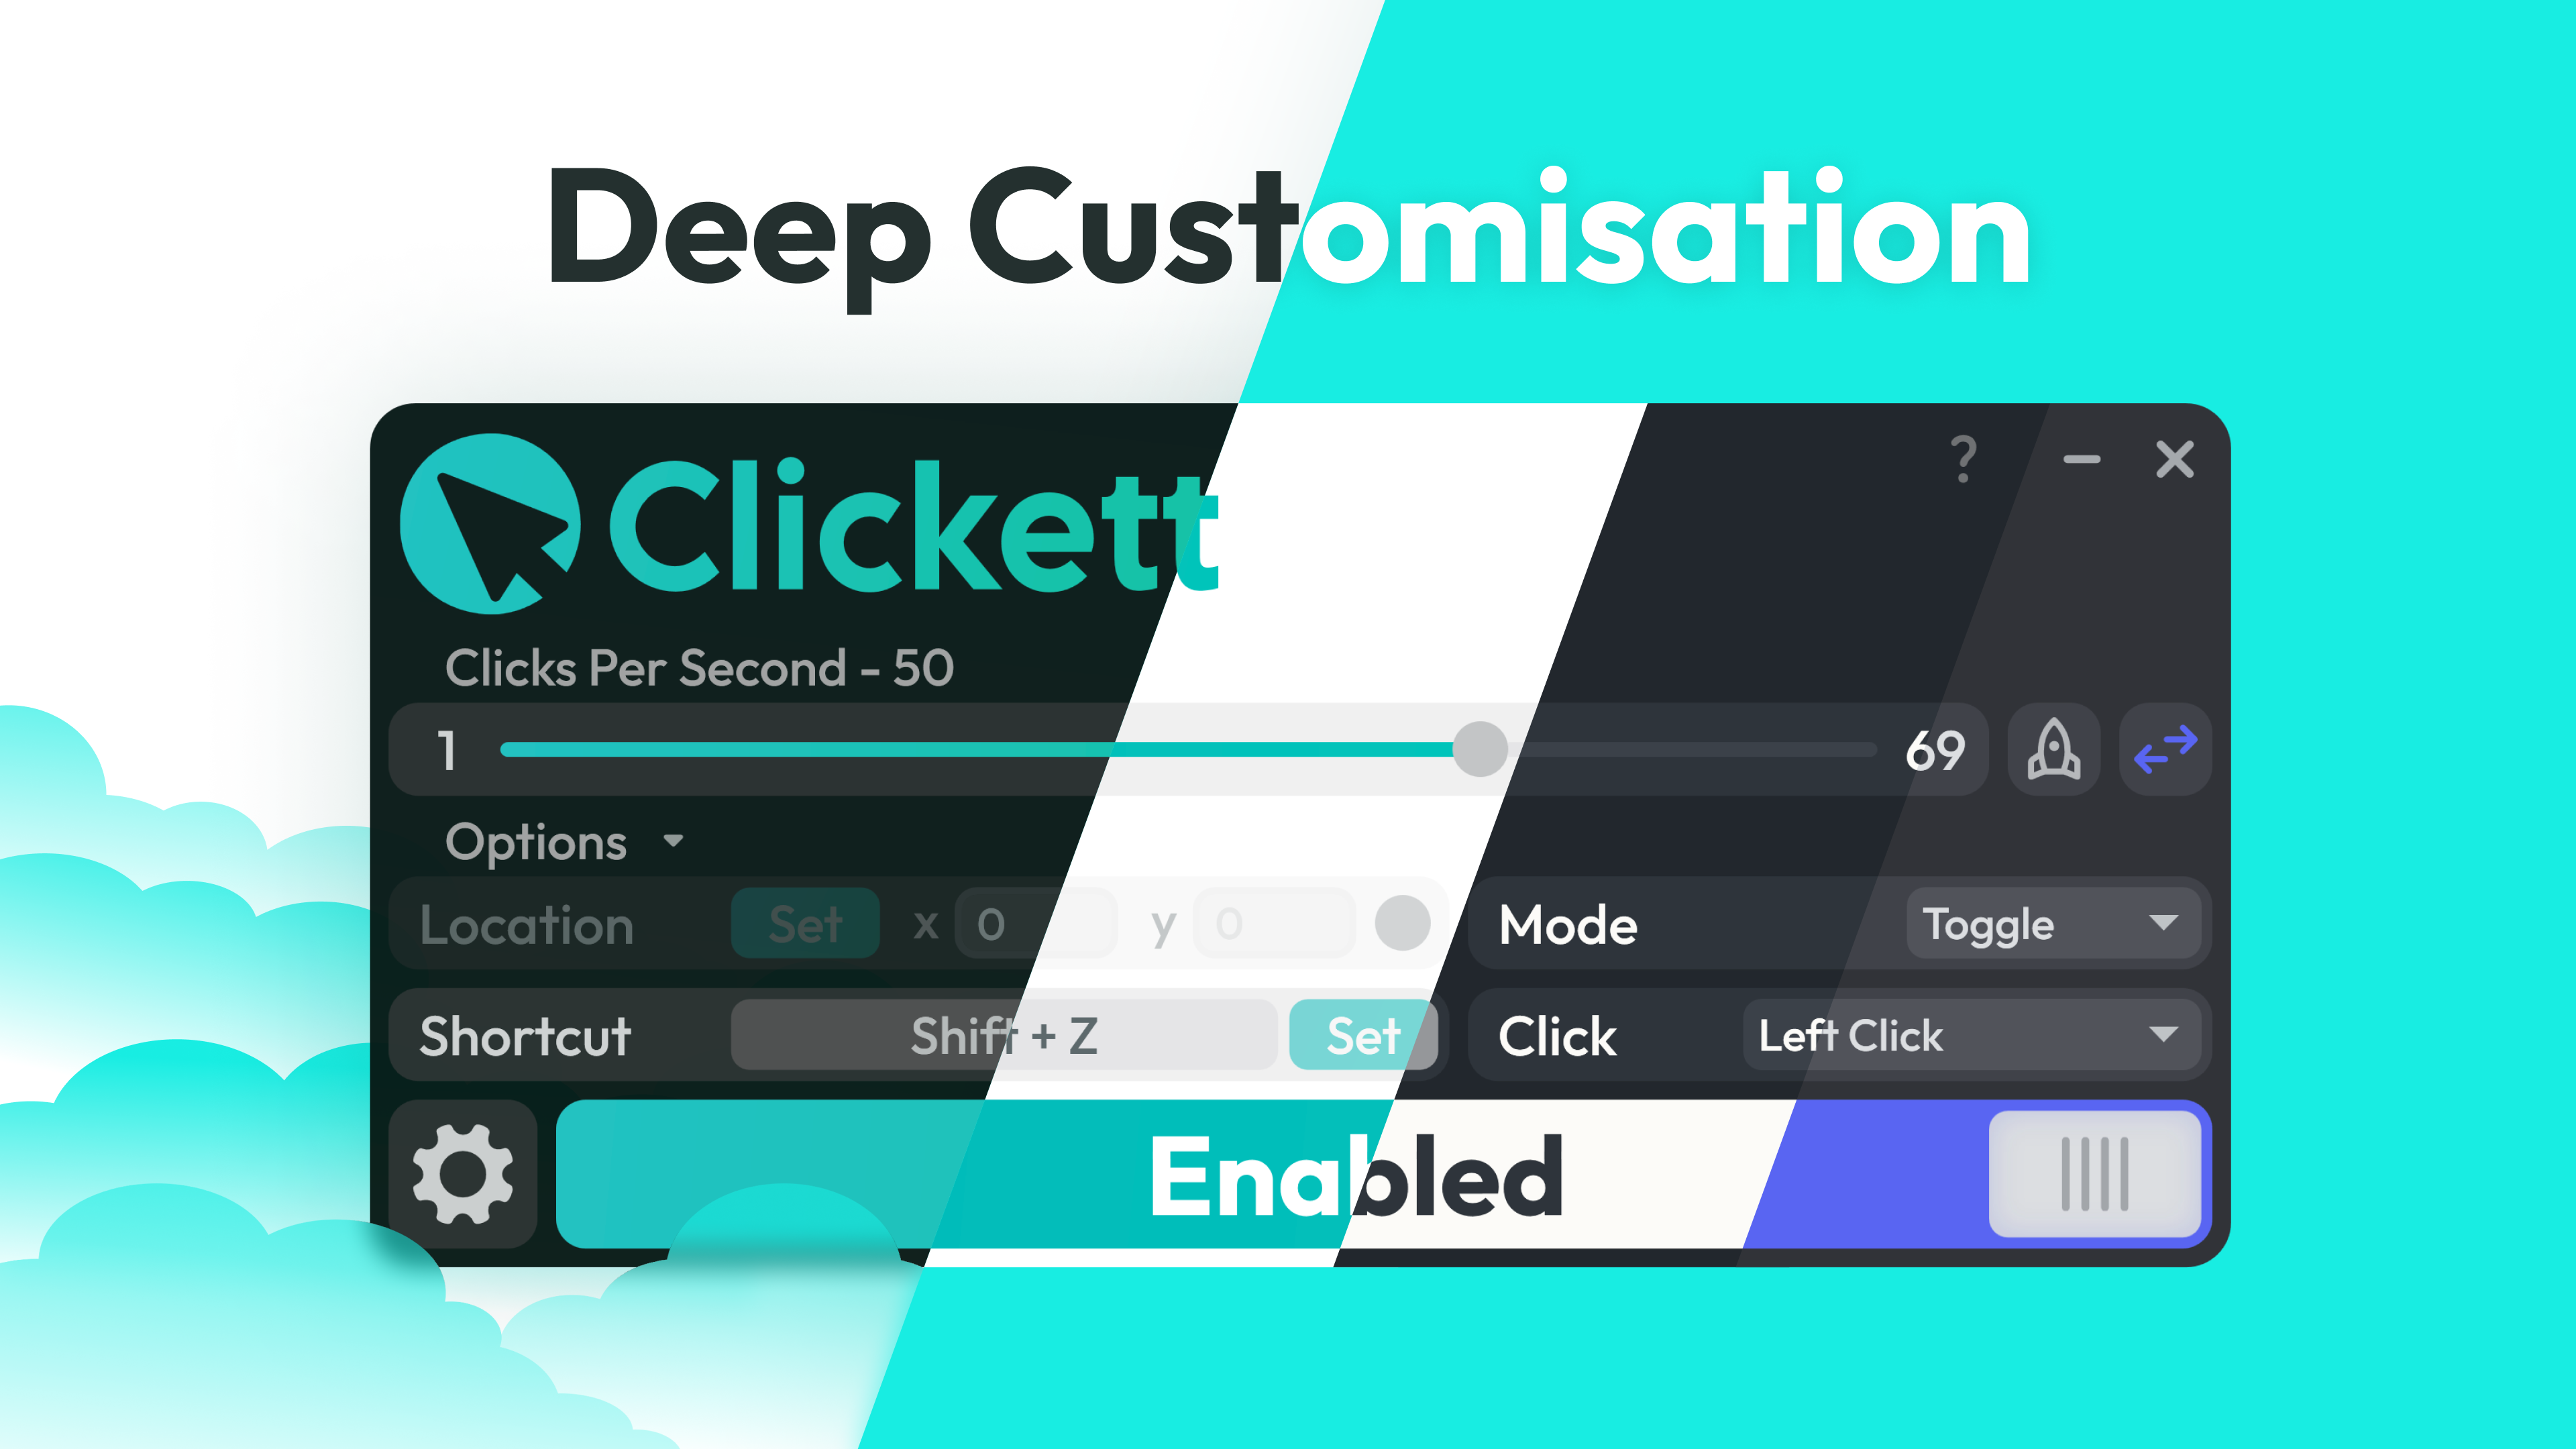 Deep Customisation
Clickett
?
Clicks Per Second - 50
1
69
Options
Location Set x 0 y 0
Mode Toggle
Shortcut Shift + Z Set
Click Left Click
Enabled